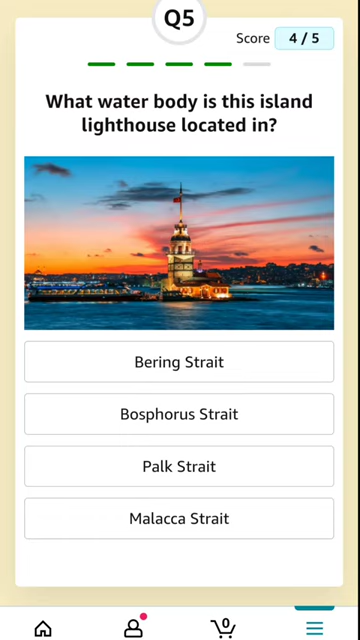 Q5
Score 4 / 5
What water body is this island
lighthouse located in?
Bering Strait
Bosphorus Strait
Palk Strait
Malacca Strait
0